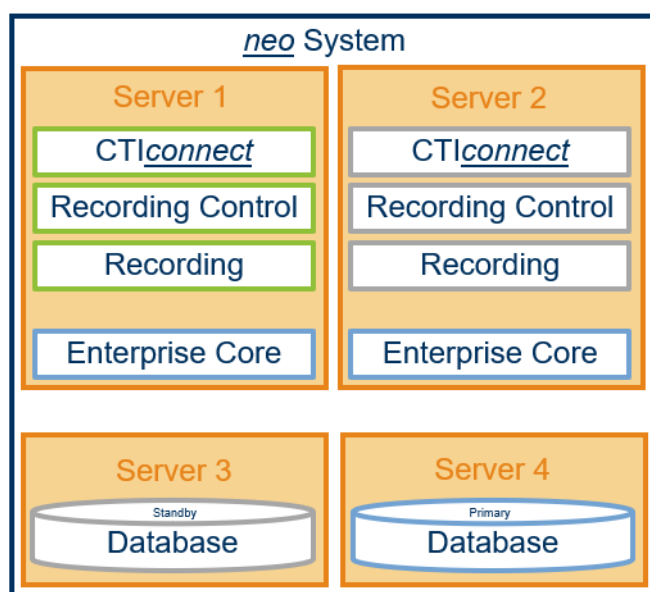 neo System
Server 1
CTIconnect
Recording Control
Recording
Enterprise Core
Server 2
CTIconnect
Recording Control
Recording
Enterprise Core
Server 3
Standby
Database
Server 4
Primary
Database